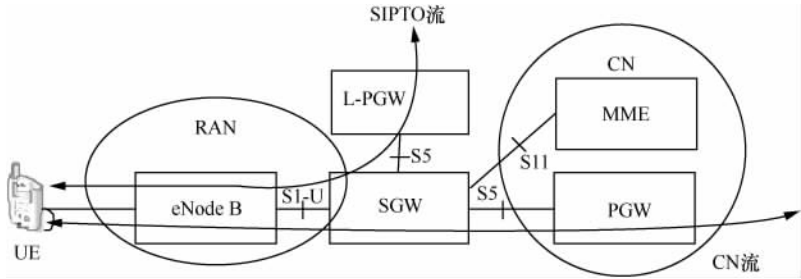 SIPTO流
CN
L-PGW
MME
RAN
S5
S11
S1-U
S5
eNode B
SGW
PGW
UE
CN流